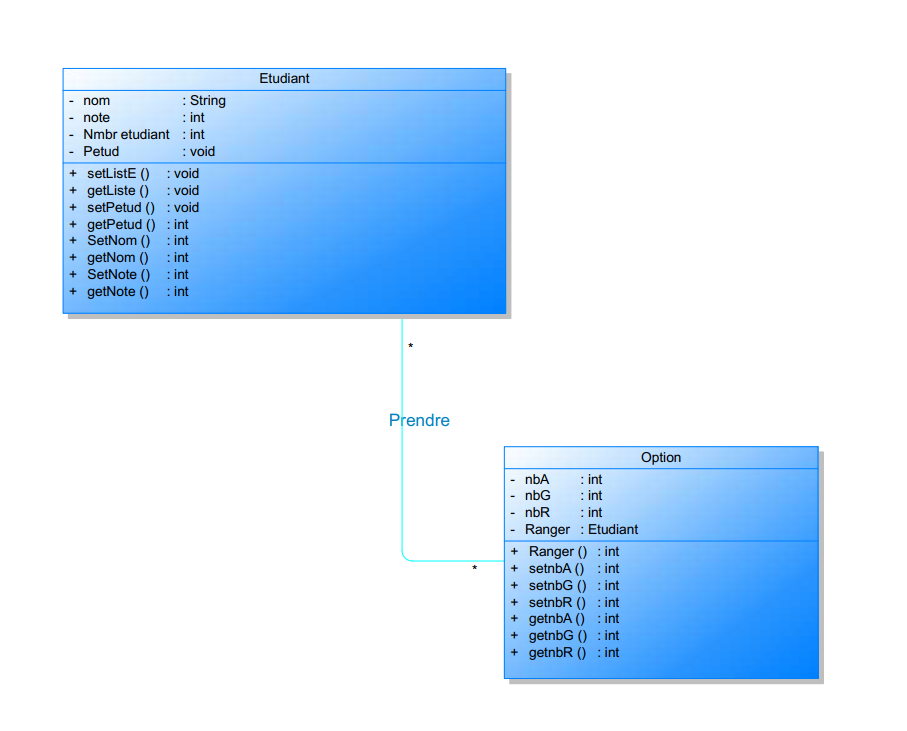 Etudiant
- nom : String
- note : int
- Nmbr etudiant : int
- Petud : void
+ setListE () : void
+ getListe () : void
+ setPetud () : void
+ getPetud () : int
+ SetNom () : int
+ getNom () : int
+ SetNote () : int
+ getNote () : int
*
Prendre
*
Option
- nbA : int
- nbG : int
- nbR : int
- Ranger : Etudiant
+ Ranger () : int
+ setnbA () : int
+ setnbG () : int
+ setnbR () : int
+ getnbA () : int
+ getnbG () : int
+ getnbR () : int